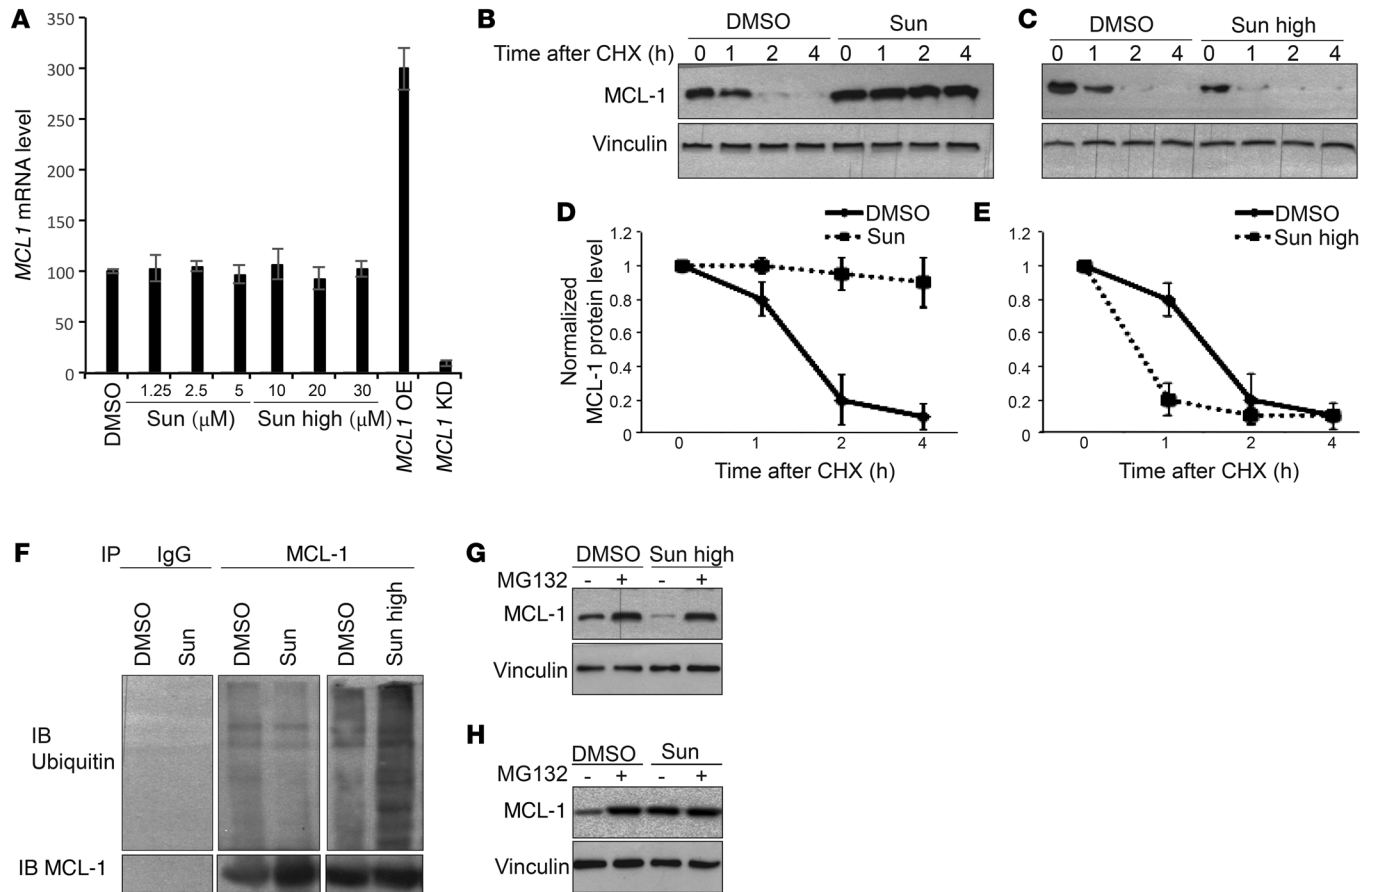 A
MCL1 mRNA level
350
300
250
200
150
100
50
0
DMSO
1.25 2.5 5 10 20 30
Sun (μM) Sun high (μM)
MCL1 OE
MCL1 KD
B
DMSO Sun
Time after CHX (h) 0 1 2 4 0 1 2 4
MCL-1
Vinculin
C
DMSO Sun high
0 1 2 4 0 1 2 4
D
DMSO
Sun
Normalized
MCL-1 protein level
1.2
1
0.8
0.6
0.4
0.2
0
0 1 2 4
Time after CHX (h)
E
DMSO
Sun high
1.2
1
0.8
0.6
0.4
0.2
0
0 1 2 4
Time after CHX (h)
F
IP IgG MCL-1
DMSO Sun DMSO Sun DMSO Sun high
IB
Ubiquitin
IB MCL-1
G
DMSO Sun high
MG132 - + - +
MCL-1
Vinculin
H
DMSO Sun
MG132 - + - +
MCL-1
Vinculin